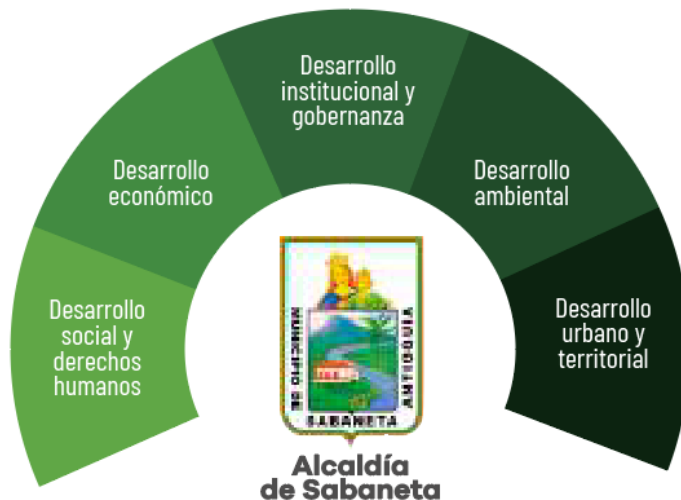 Desarrollo
institucional y
gobernanza
Desarrollo
económico
Desarrollo
ambiental
Desarrollo
social y
derechos
humanos
Desarrollo
urbano y
territorial
MUNICIPIO DE
SABANETA
ANTIOQUIA
Alcaldía
de Sabaneta